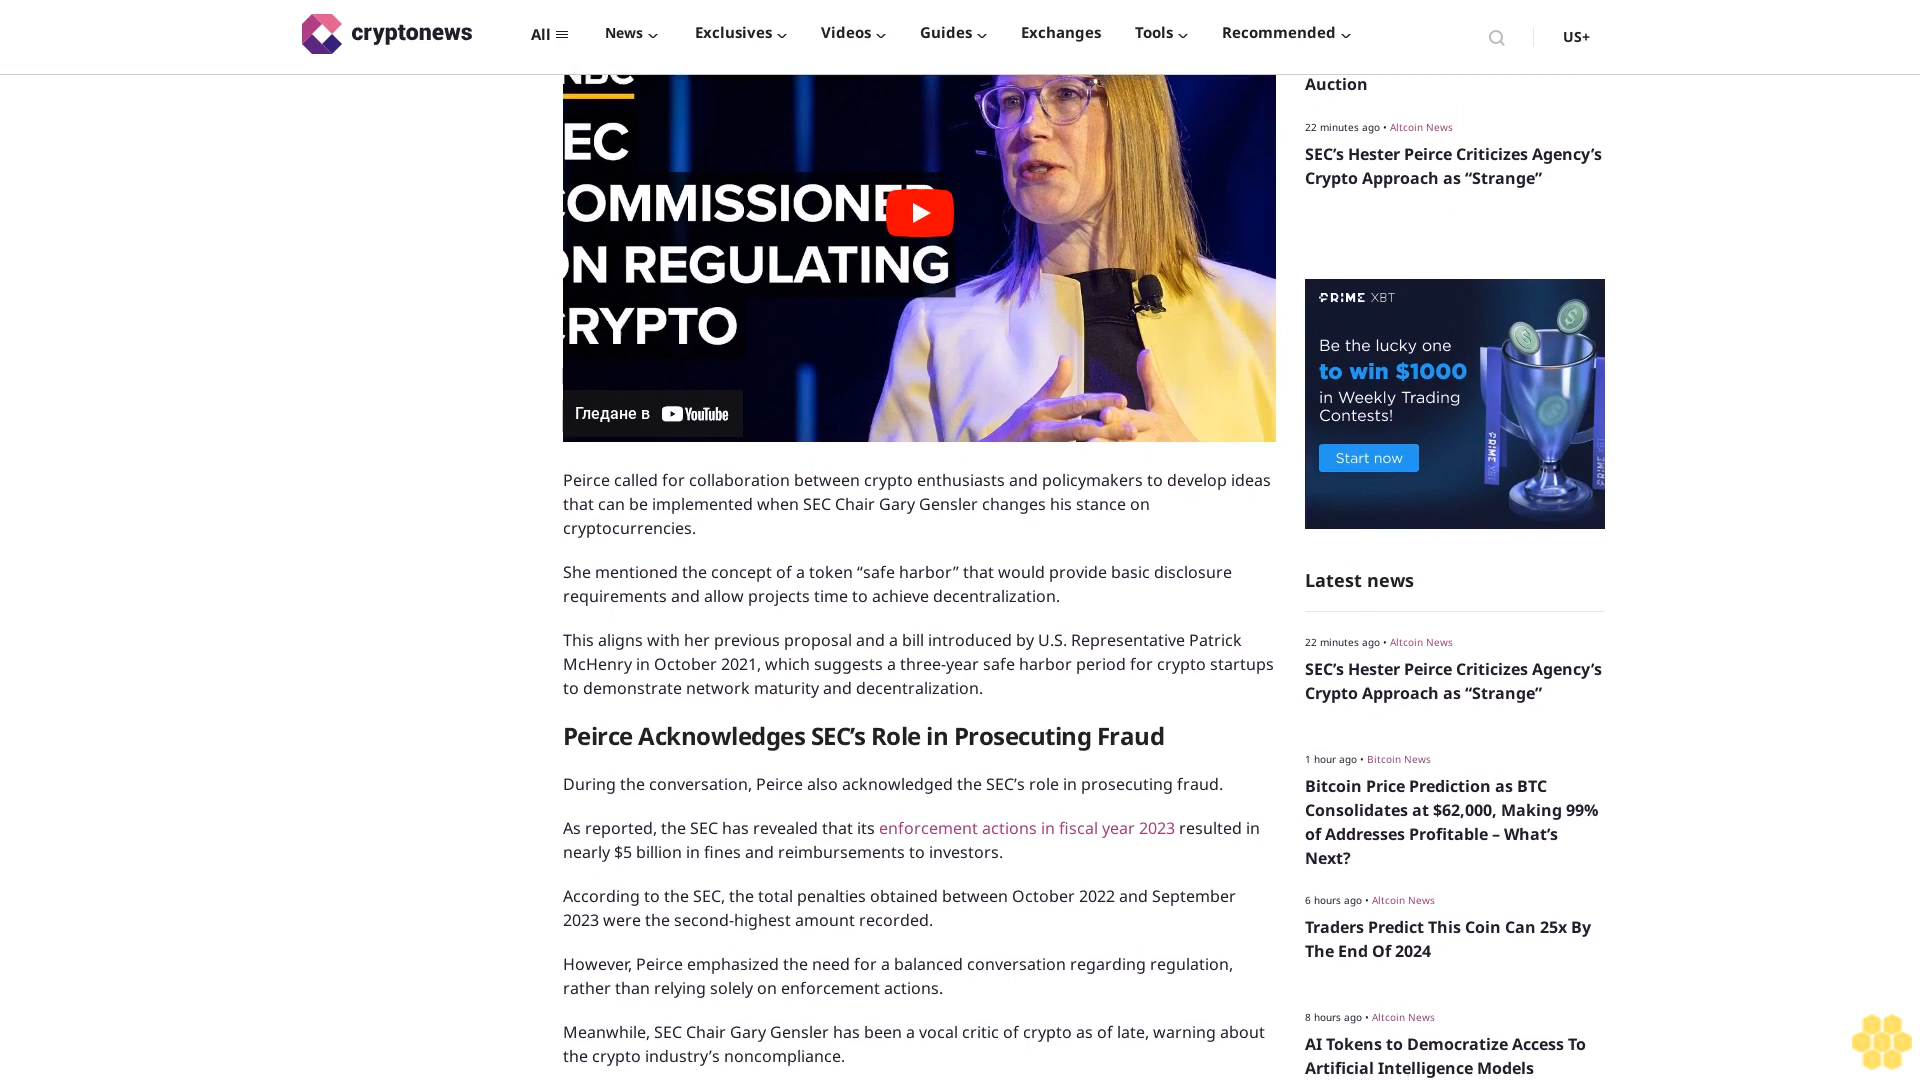 cryptonews
All
News
Exclusives
Videos
Guides
Exchanges
Tools
Recommended
US+
EC
COMMISSIONER
ON REGULATING
CRYPTO
Гледане в YouTube
Peirce called for collaboration between crypto enthusiasts and policymakers to develop ideas
that can be implemented when SEC Chair Gary Gensler changes his stance on
cryptocurrencies.
She mentioned the concept of a token “safe harbor” that would provide basic disclosure
requirements and allow projects time to achieve decentralization.
This aligns with her previous proposal and a bill introduced by U.S. Representative Patrick
McHenry in October 2021, which suggests a three-year safe harbor period for crypto startups
to demonstrate network maturity and decentralization.
Peirce Acknowledges SEC’s Role in Prosecuting Fraud
During the conversation, Peirce also acknowledged the SEC’s role in prosecuting fraud.
As reported, the SEC has revealed that its enforcement actions in fiscal year 2023 resulted in
nearly $5 billion in fines and reimbursements to investors.
According to the SEC, the total penalties obtained between October 2022 and September
2023 were the second-highest amount recorded.
However, Peirce emphasized the need for a balanced conversation regarding regulation,
rather than relying solely on enforcement actions.
Meanwhile, SEC Chair Gary Gensler has been a vocal critic of crypto as of late, warning about
the crypto industry’s noncompliance.
Auction
22 minutes ago • Altcoin News
SEC’s Hester Peirce Criticizes Agency’s
Crypto Approach as “Strange”
PRIME XBT
Be the lucky one
to win $1000
in Weekly Trading
Contests!
Start now
Latest news
22 minutes ago • Altcoin News
SEC’s Hester Peirce Criticizes Agency’s
Crypto Approach as “Strange”
1 hour ago • Bitcoin News
Bitcoin Price Prediction as BTC
Consolidates at $62,000, Making 99%
of Addresses Profitable – What’s
Next?
6 hours ago • Altcoin News
Traders Predict This Coin Can 25x By
The End Of 2024
8 hours ago • Altcoin News
AI Tokens to Democratize Access To
Artificial Intelligence Models